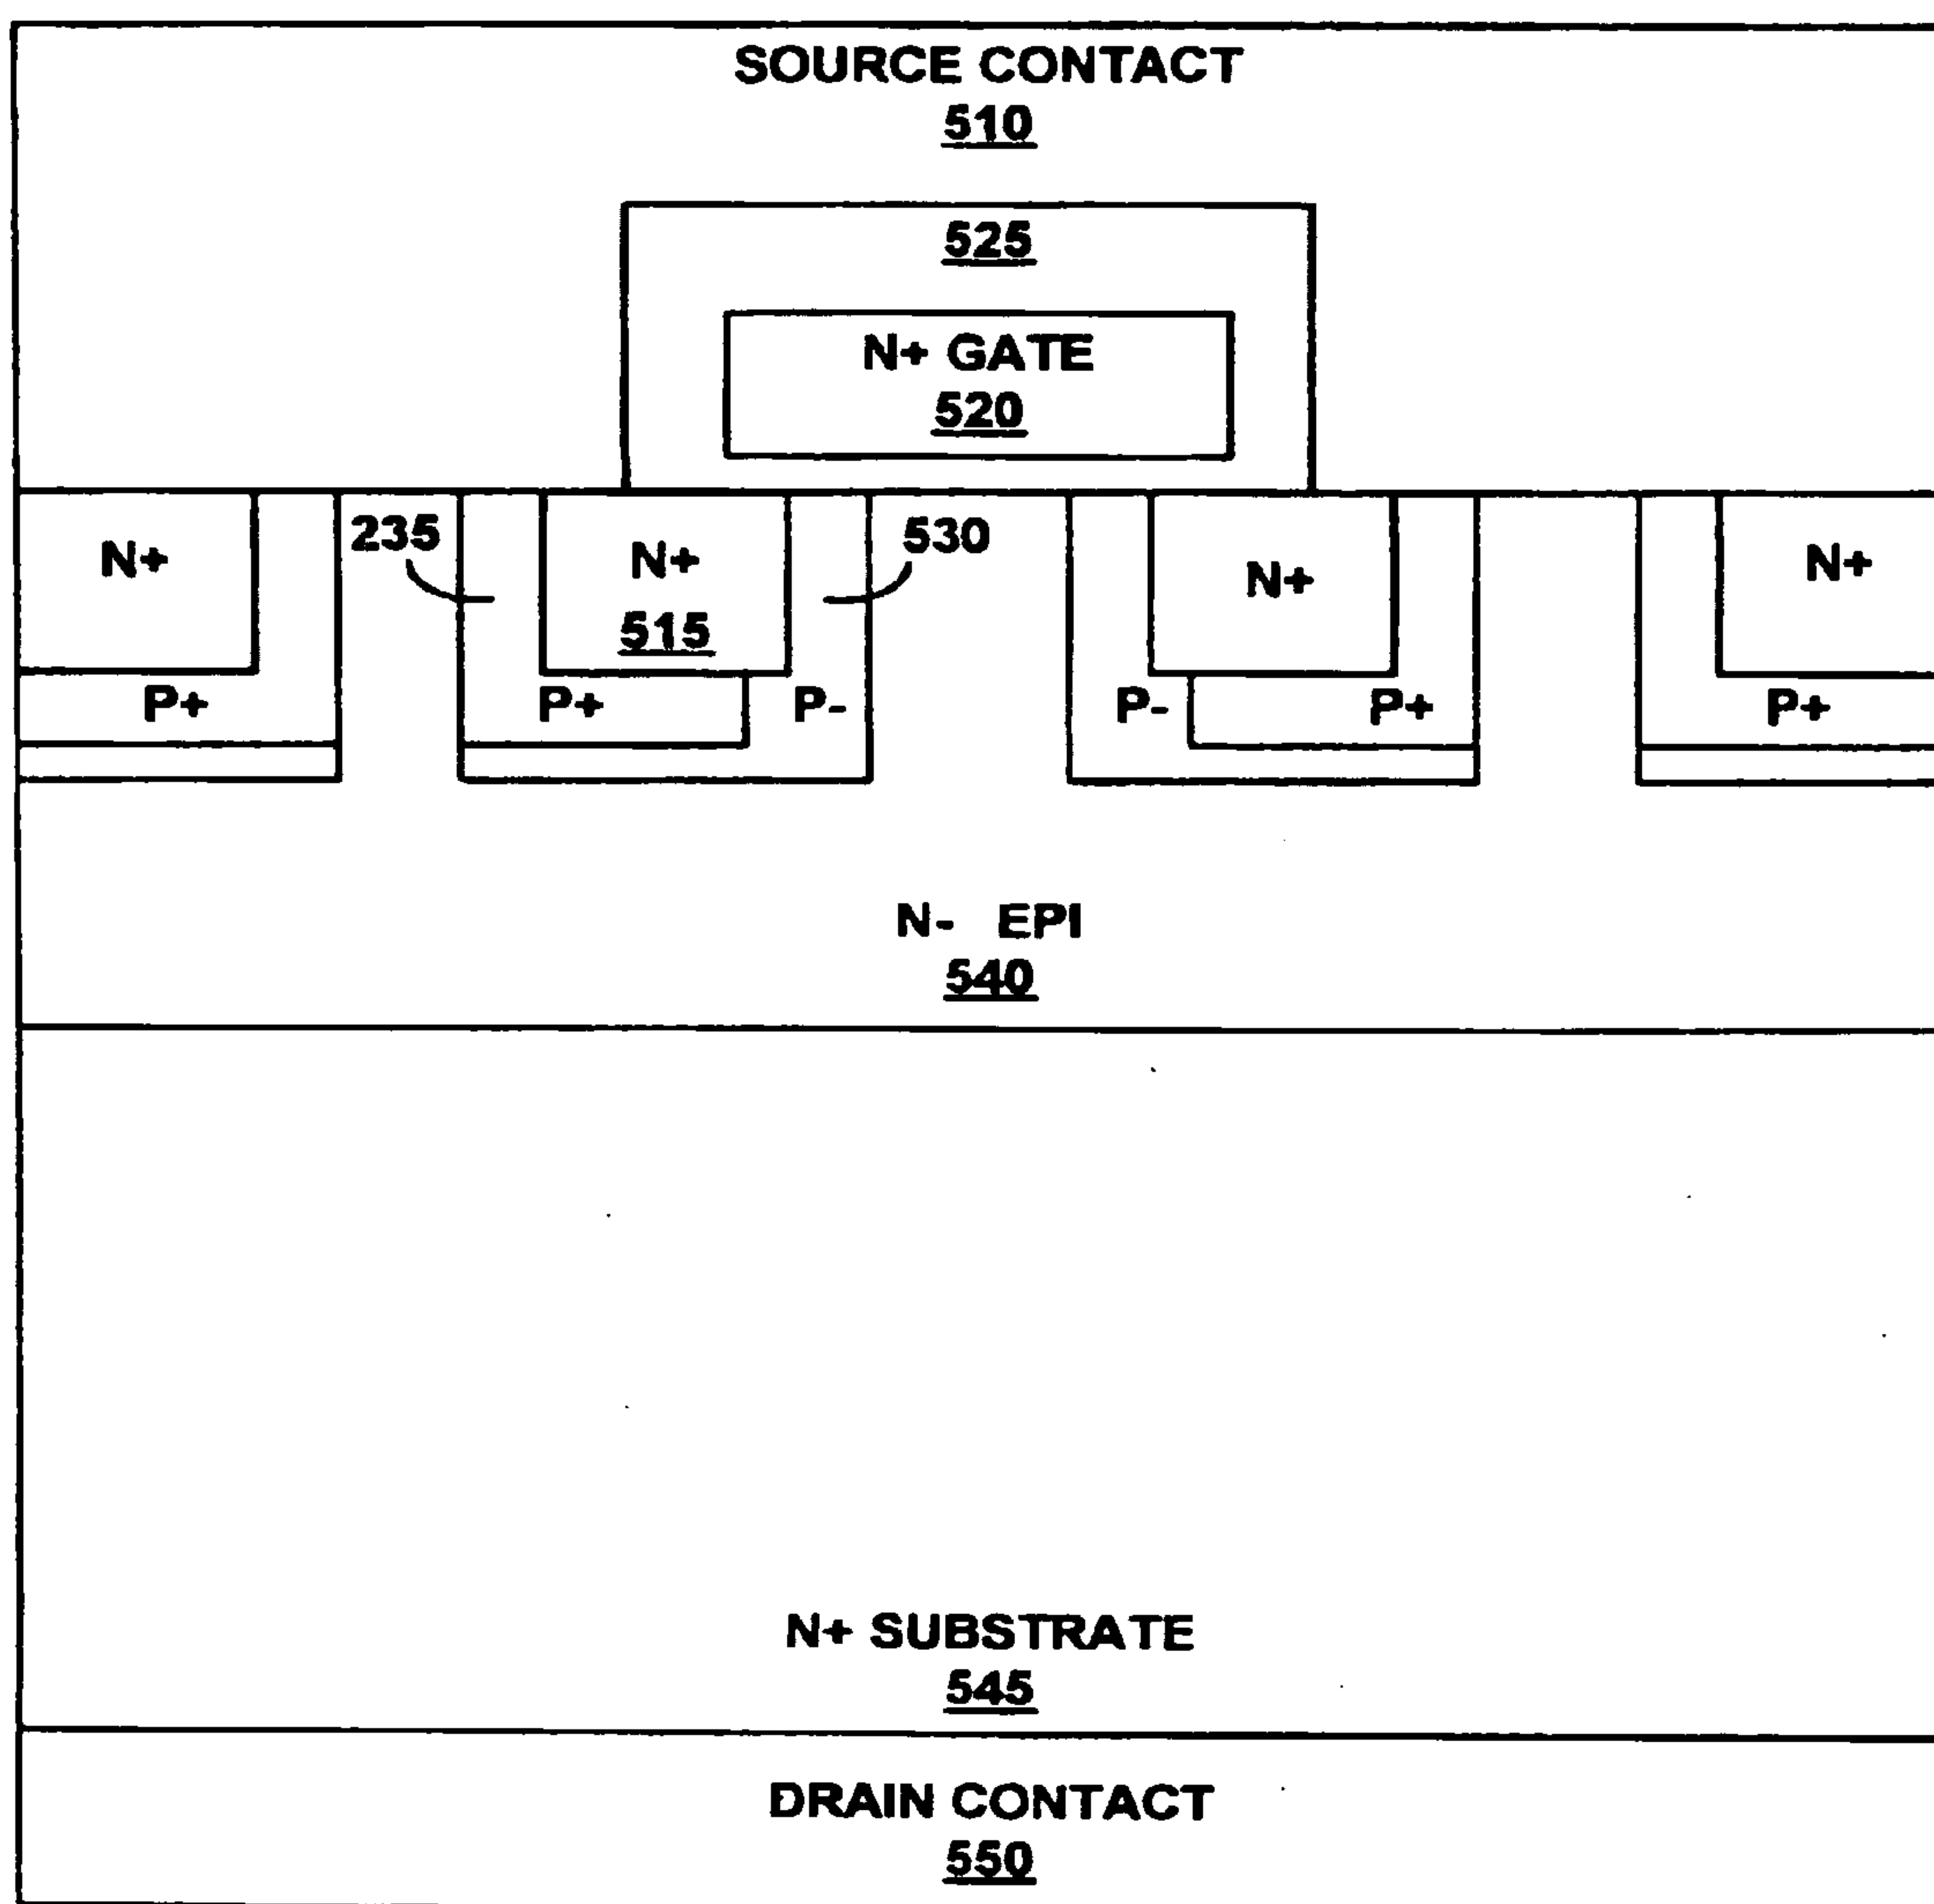 SOURCE CONTACT
510
525
N+ GATE
520
N+
235
N+
515
530
N+
N+
P+
P+
P-
P-
P+
P+
N- EPI
540
N+ SUBSTRATE
545
DRAIN CONTACT
550